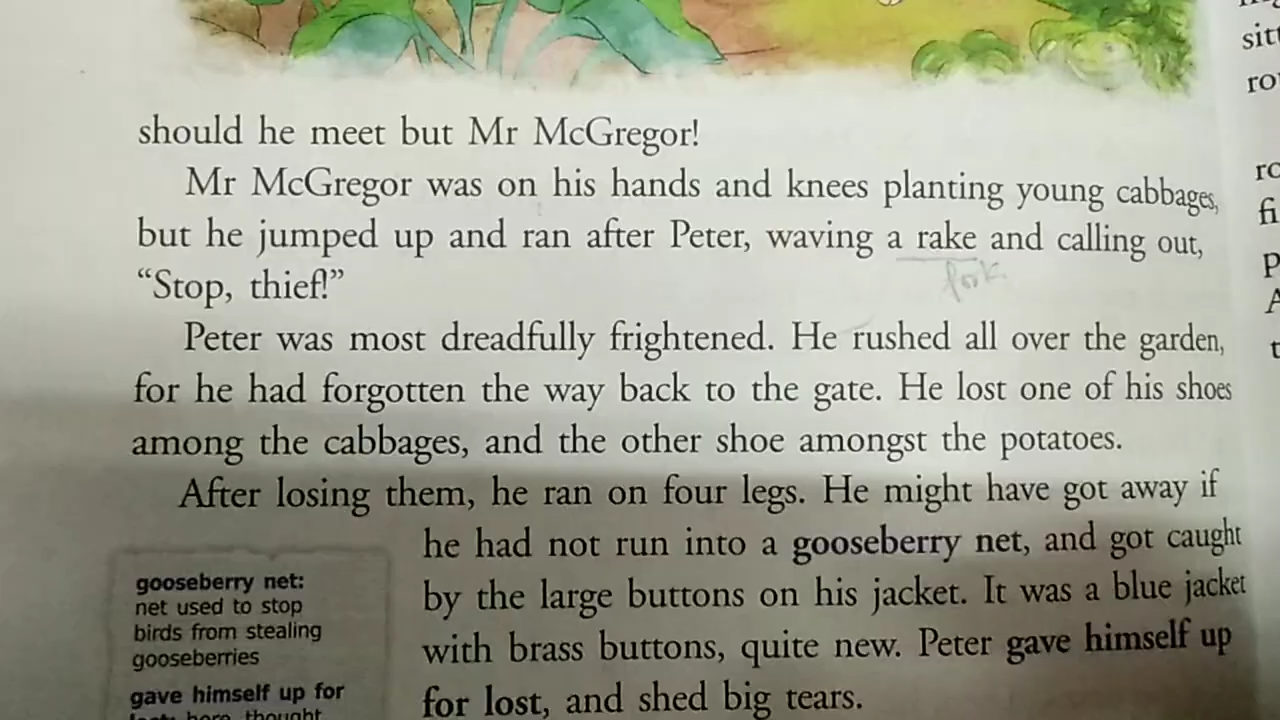 should he meet but Mr McGregor!
Mr McGregor was on his hands and knees planting young cabbages,
but he jumped up and ran after Peter, waving a rake and calling out,
fork
“Stop, thief!”
Peter was most dreadfully frightened. He rushed all over the garden,
for he had forgotten the way back to the gate. He lost one of his shoes
among the cabbages, and the other shoe amongst the potatoes.
After losing them, he ran on four legs. He might have got away if
he had not run into a gooseberry net, and got caught
by the large buttons on his jacket. It was a blue jacket
with brass buttons, quite new. Peter gave himself up
for lost, and shed big tears.
gooseberry net:
net used to stop
birds from stealing
gooseberries
gave himself up for